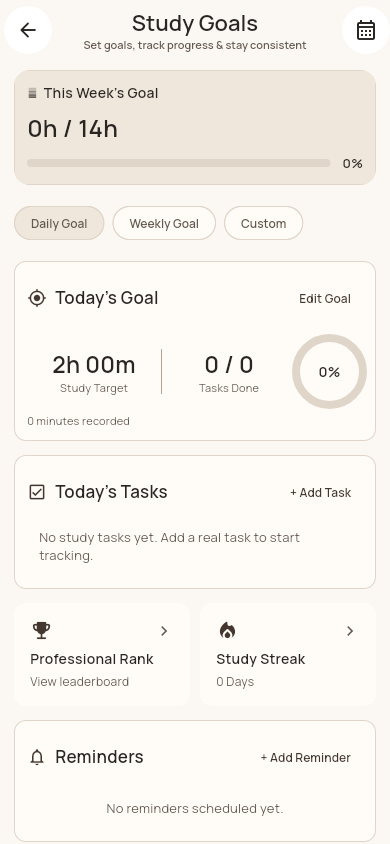 Study Goals
Set goals, track progress & stay consistent
This Week's Goal
0h / 14h
0%
Daily Goal
Weekly Goal
Custom
Today's Goal
Edit Goal
2h 00m
Study Target
0 / 0
Tasks Done
0%
0 minutes recorded
Today's Tasks
+ Add Task
No study tasks yet. Add a real task to start
tracking.
Professional Rank
View leaderboard
Study Streak
0 Days
Reminders
+ Add Reminder
No reminders scheduled yet.